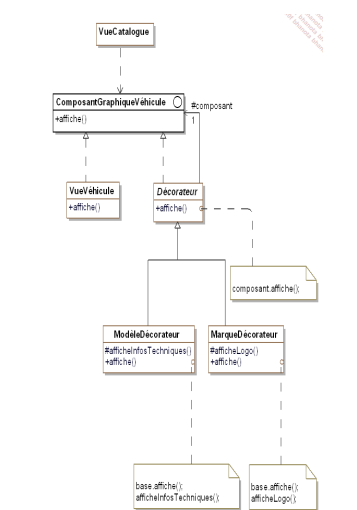 VueCatalogue
ComposantGraphiqueVéhicule
+affiche()
#composant
1
VueVéhicule
+affiche()
Décorateur
+affiche()
composant.affiche();
ModèleDécorateur
#afficheInfosTechniques()
+affiche()
MarqueDécorateur
#afficheLogo()
+affiche()
base.affiche();
afficheInfosTechniques();
base.affiche();
afficheLogo();